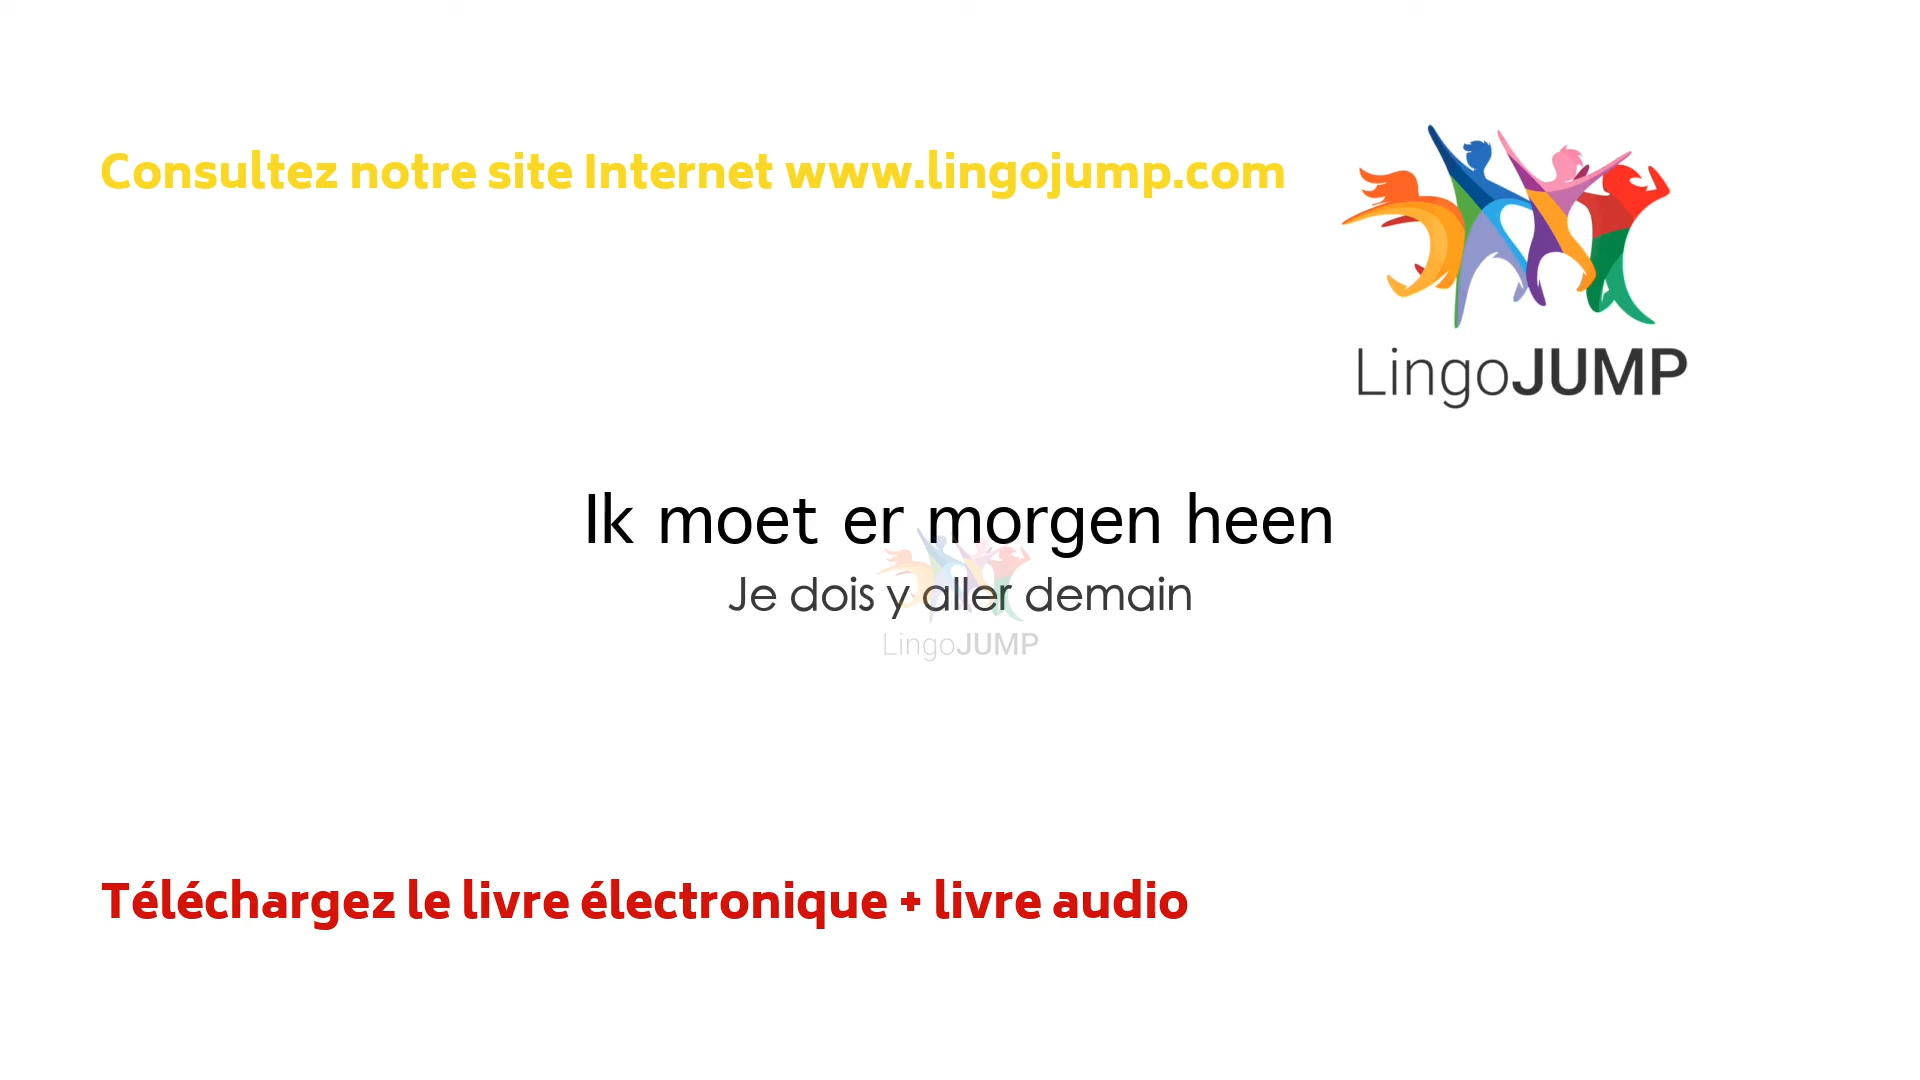 Consultez notre site Internet www.lingojump.com
LingoJUMP
Ik moet er morgen heen
Je dois y aller demain
LingoJUMP
Téléchargez le livre électronique + livre audio